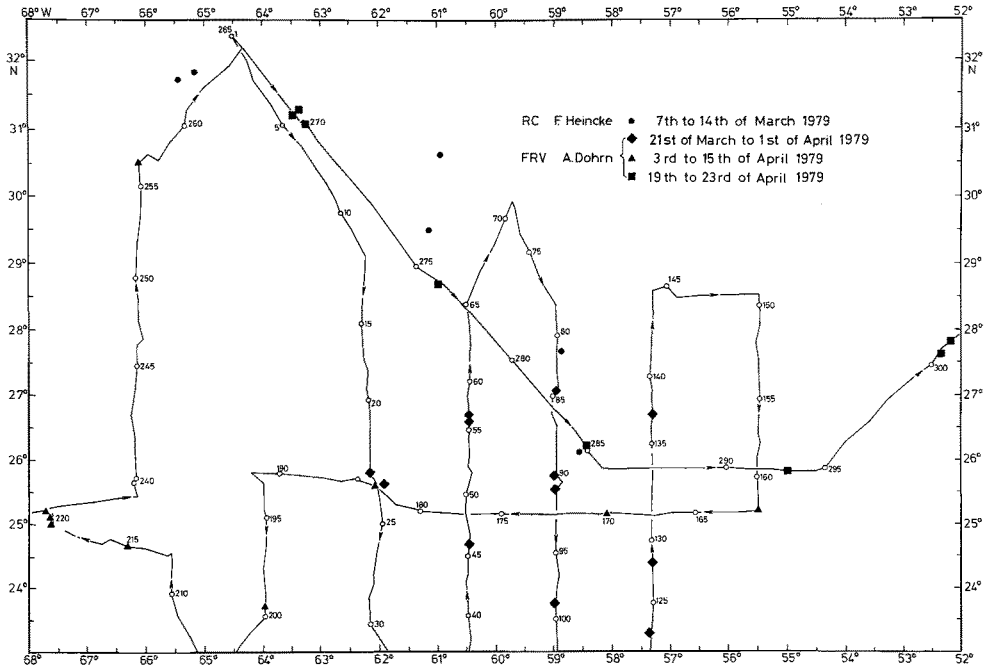 68° W 67° 66° 65° 64° 63° 62° 61° 60° 59° 58° 57° 56° 55° 54° 53° 52°
265 1
32° N 32° N
RC F Heincke 7th to 14th of March 1979
31° 5 260 270 31°
21st of March to 1st of April 1979
FRV A.Dohrn 3rd to 15th of April 1979
19th to 23rd of April 1979
30° 255 10 70 30°
29° 250 275 75 145 29°
28° 15 65 80 150 28°
27° 245 20 60 280 85 140 155 300 27°
26° 55 285 135 290 295 26°
240 190 50 90 160
25° 220 195 25 180 175 170 165 25°
215 45 95 130
24° 210 200 30 40 100 125 24°
68° 67° 66° 65° 64° 63° 62° 61° 60° 59° 58° 57° 56° 55° 54° 53° 52°